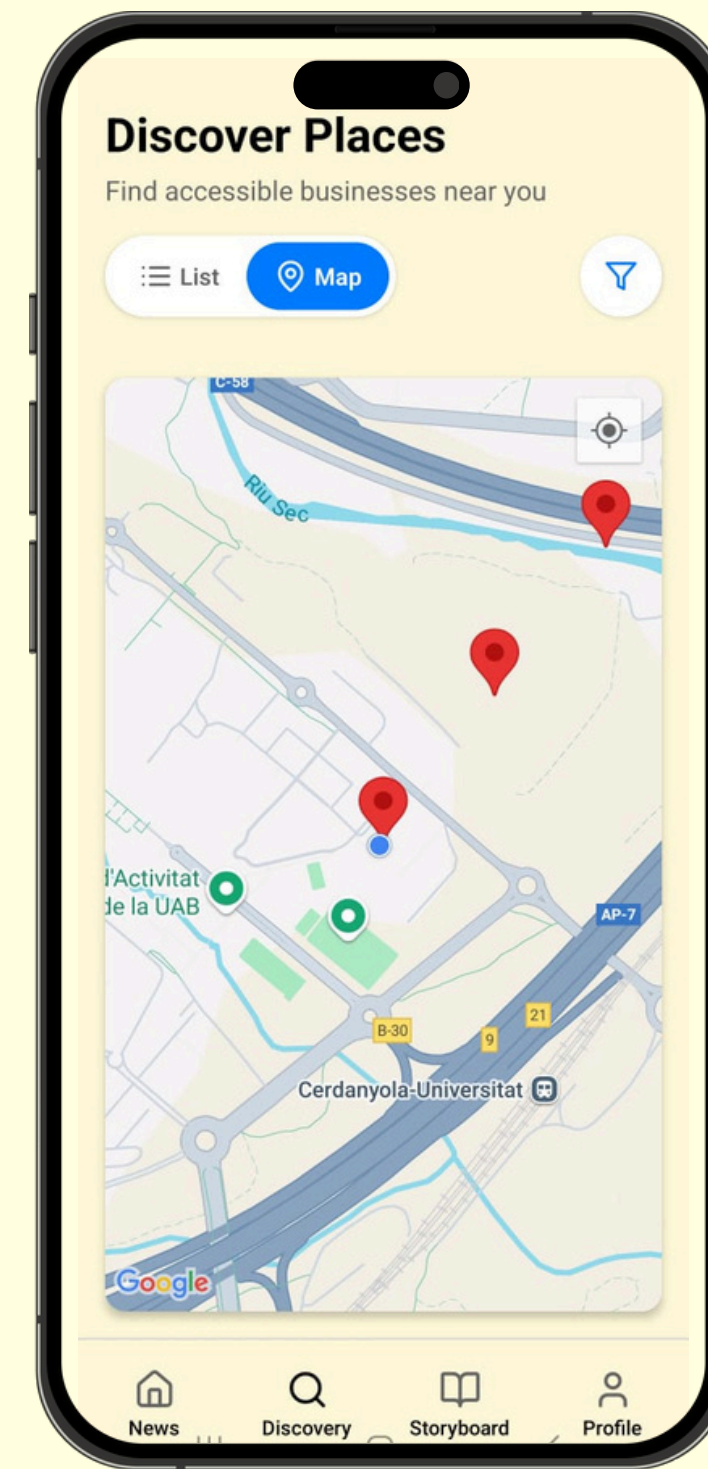 Discover Places
Find accessible businesses near you
List
Map
C-58
Riu Sec
l'Activitat
de la UAB
AP-7
21
B-30
9
Cerdanyola-Universitat
Google
News
Discovery
Storyboard
Profile